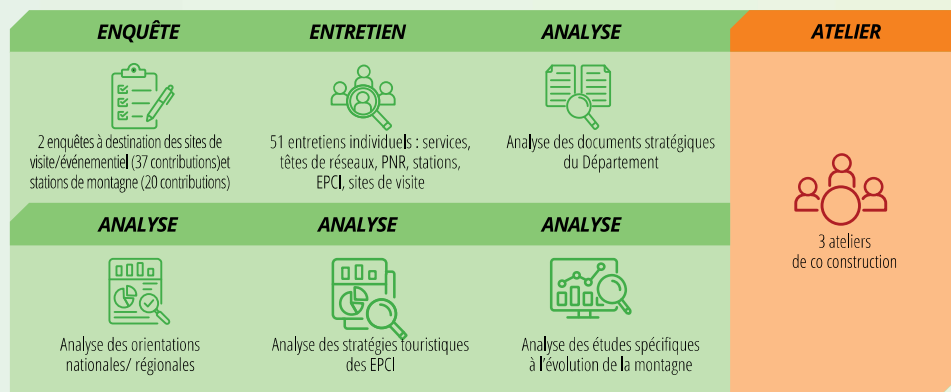 ENQUÊTE
2 enquêtes à destination des sites de
visite/événementiel (37 contributions)et
stations de montagne (20 contributions)
ENTRETIEN
51 entretiens individuels : services,
têtes de réseaux, PNR, stations,
EPCI, sites de visite
ANALYSE
Analyse des documents stratégiques
du Département
ATELIER
3 ateliers
de co construction
ANALYSE
Analyse des orientations
nationales/ régionales
ANALYSE
Analyse des stratégies touristiques
des EPCI
ANALYSE
Analyse des études spécifiques
à l'évolution de la montagne